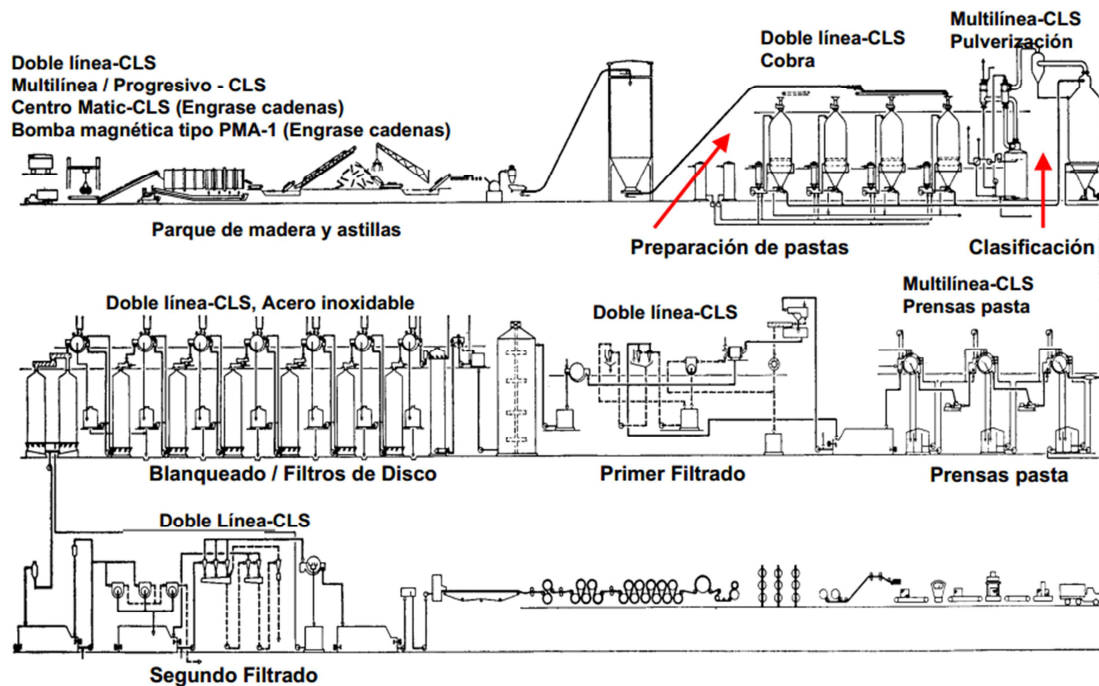 Doble línea-CLS
Multilínea / Progresivo - CLS
Centro Matic-CLS (Engrase cadenas)
Bomba magnética tipo PMA-1 (Engrase cadenas)
Parque de madera y astillas
Doble línea-CLS
Cobra
Multilínea-CLS
Pulverización
Preparación de pastas
Clasificación
Doble línea-CLS, Acero inoxidable
Blanqueado / Filtros de Disco
Doble línea-CLS
Primer Filtrado
Multilínea-CLS
Prensas pasta
Prensas pasta
Doble Línea-CLS
Segundo Filtrado